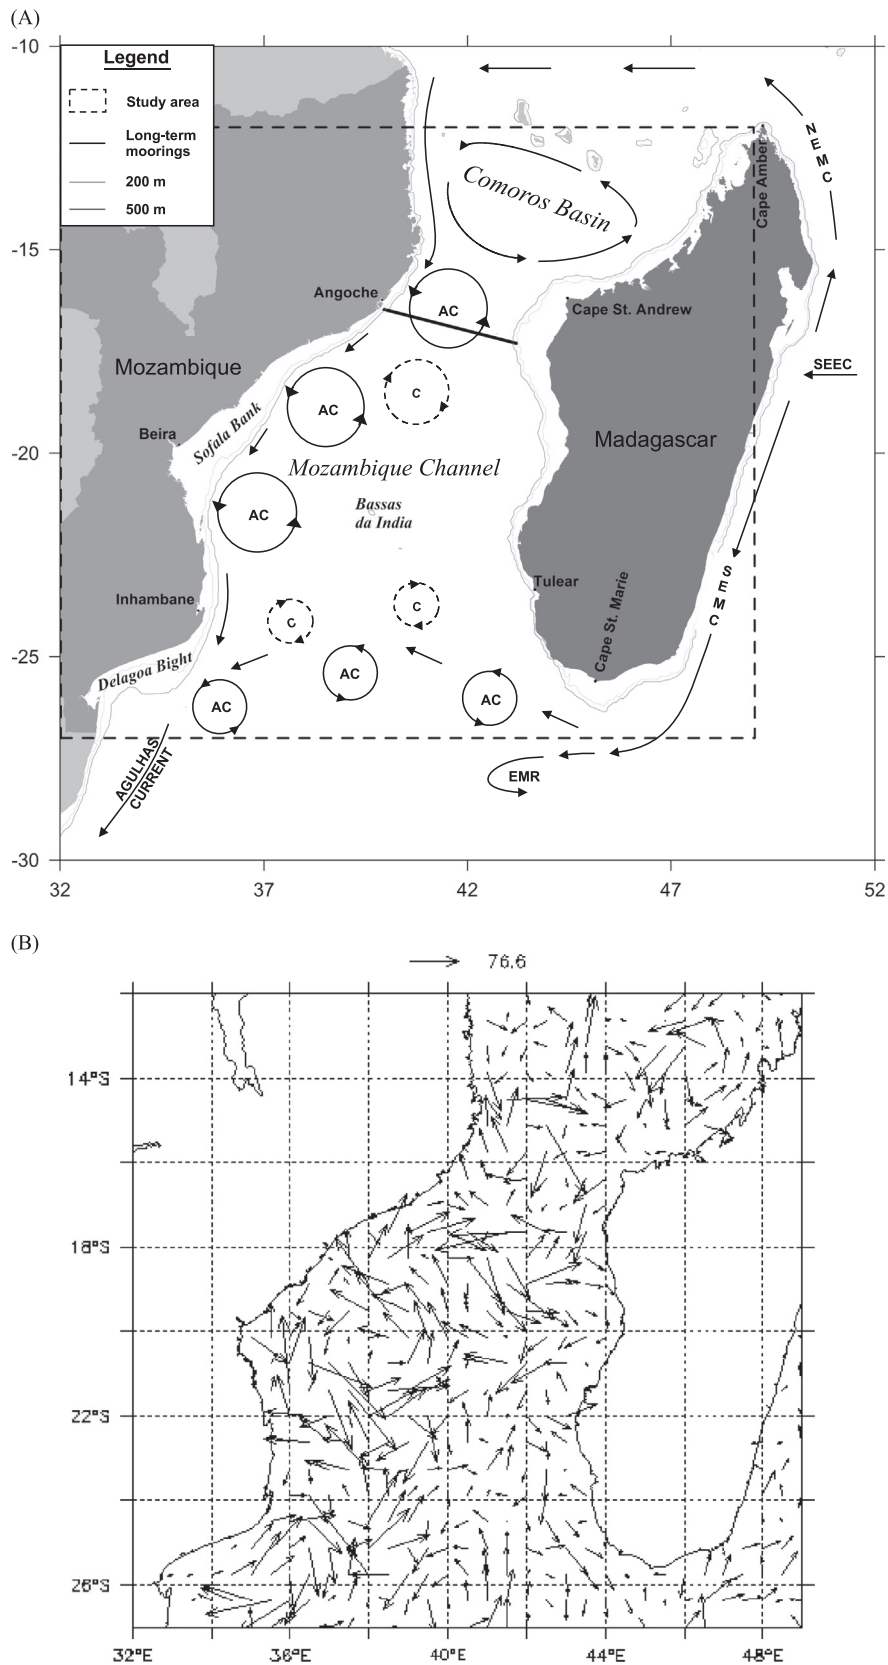 (A)
-10
-15
-20
-25
-30
32
37
42
47
52
Legend
Study area
Long-term
moorings
200 m
500 m
NEMC
Cape Amber
Comoros Basin
Angoche
AC
Cape St. Andrew
Mozambique
SEEC
AC
C
Beira
Sofala Bank
Madagascar
Mozambique Channel
AC
Bassas
da India
Inhambane
Tulear
C
C
SEMC
Cape St. Marie
Delagoa Bight
AC
AC
AC
AGULHAS
CURRENT
EMR
(B)
76.6
14°S
18°S
22°S
26°S
32°E
36°E
40°E
44°E
48°E